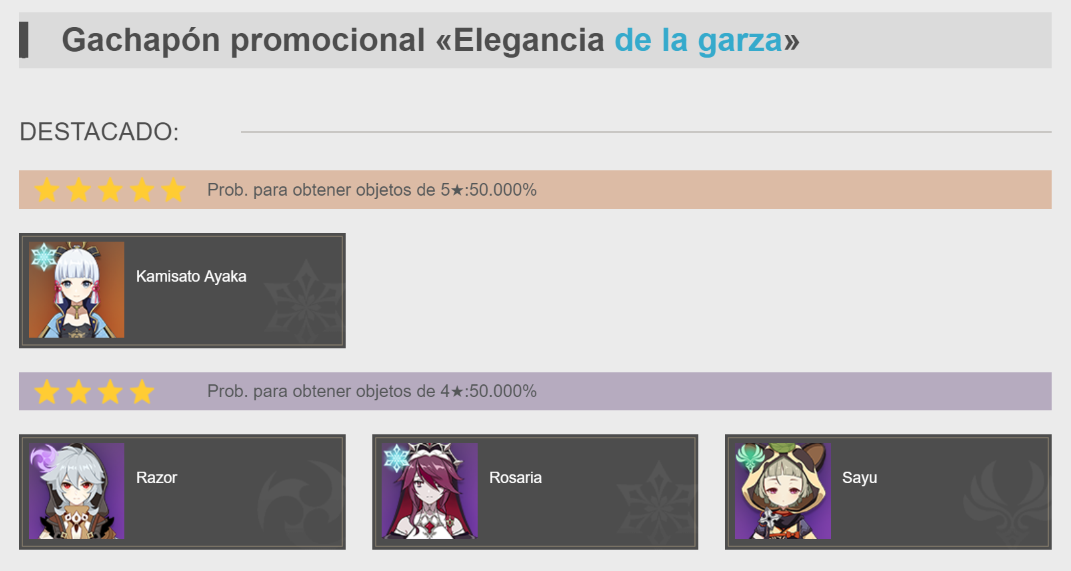 Gachapón promocional «Elegancia de la garza»
DESTACADO:
Prob. para obtener objetos de 5★:50.000%
Kamisato Ayaka
Prob. para obtener objetos de 4★:50.000%
Razor
Rosaria
Sayu